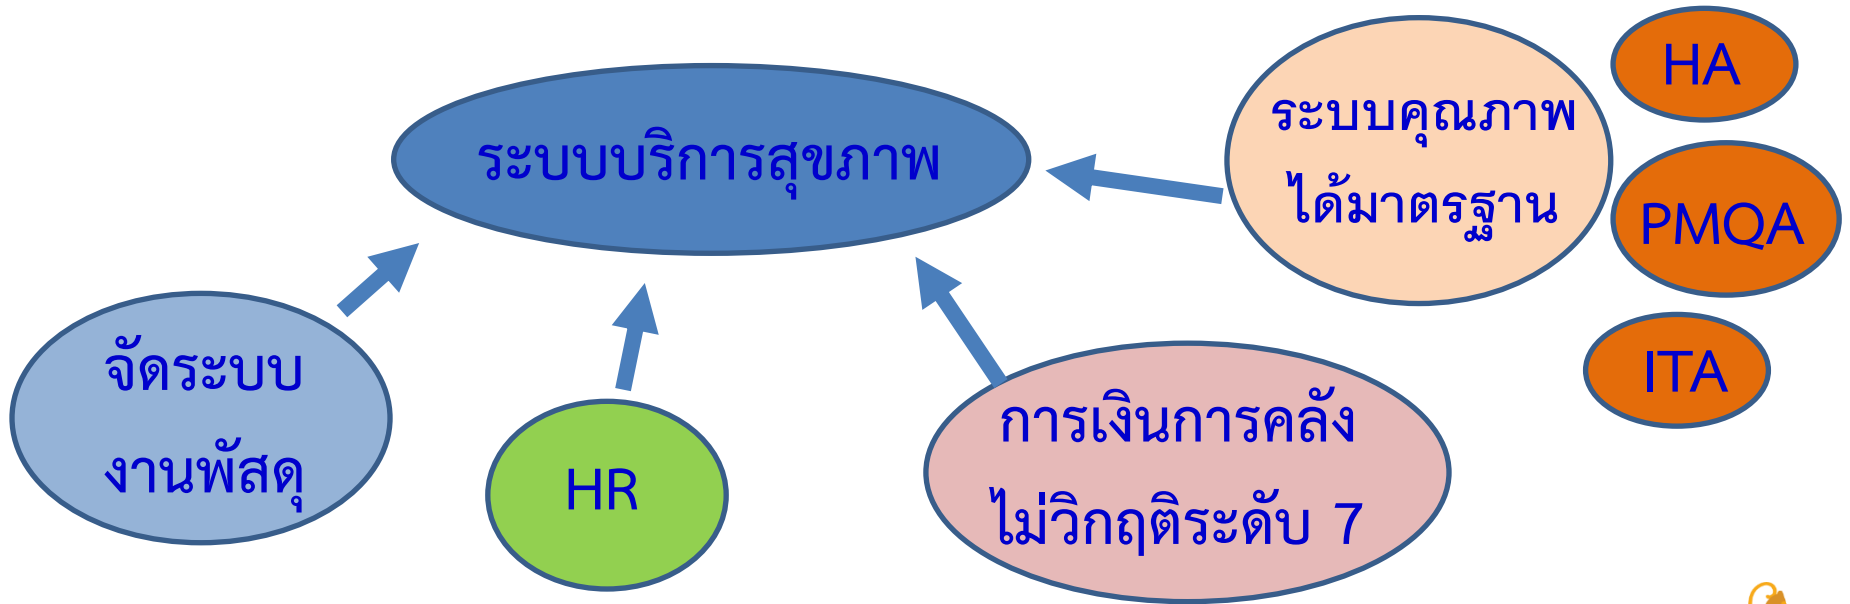 ระบบบริการสุขภาพ
ระบบคุณภาพ
ได้มาตรฐาน
HA
PMQA
ITA
จัดระบบ
งานพัสดุ
HR
การเงินการคลัง
ไม่วิกฤติระดับ 7